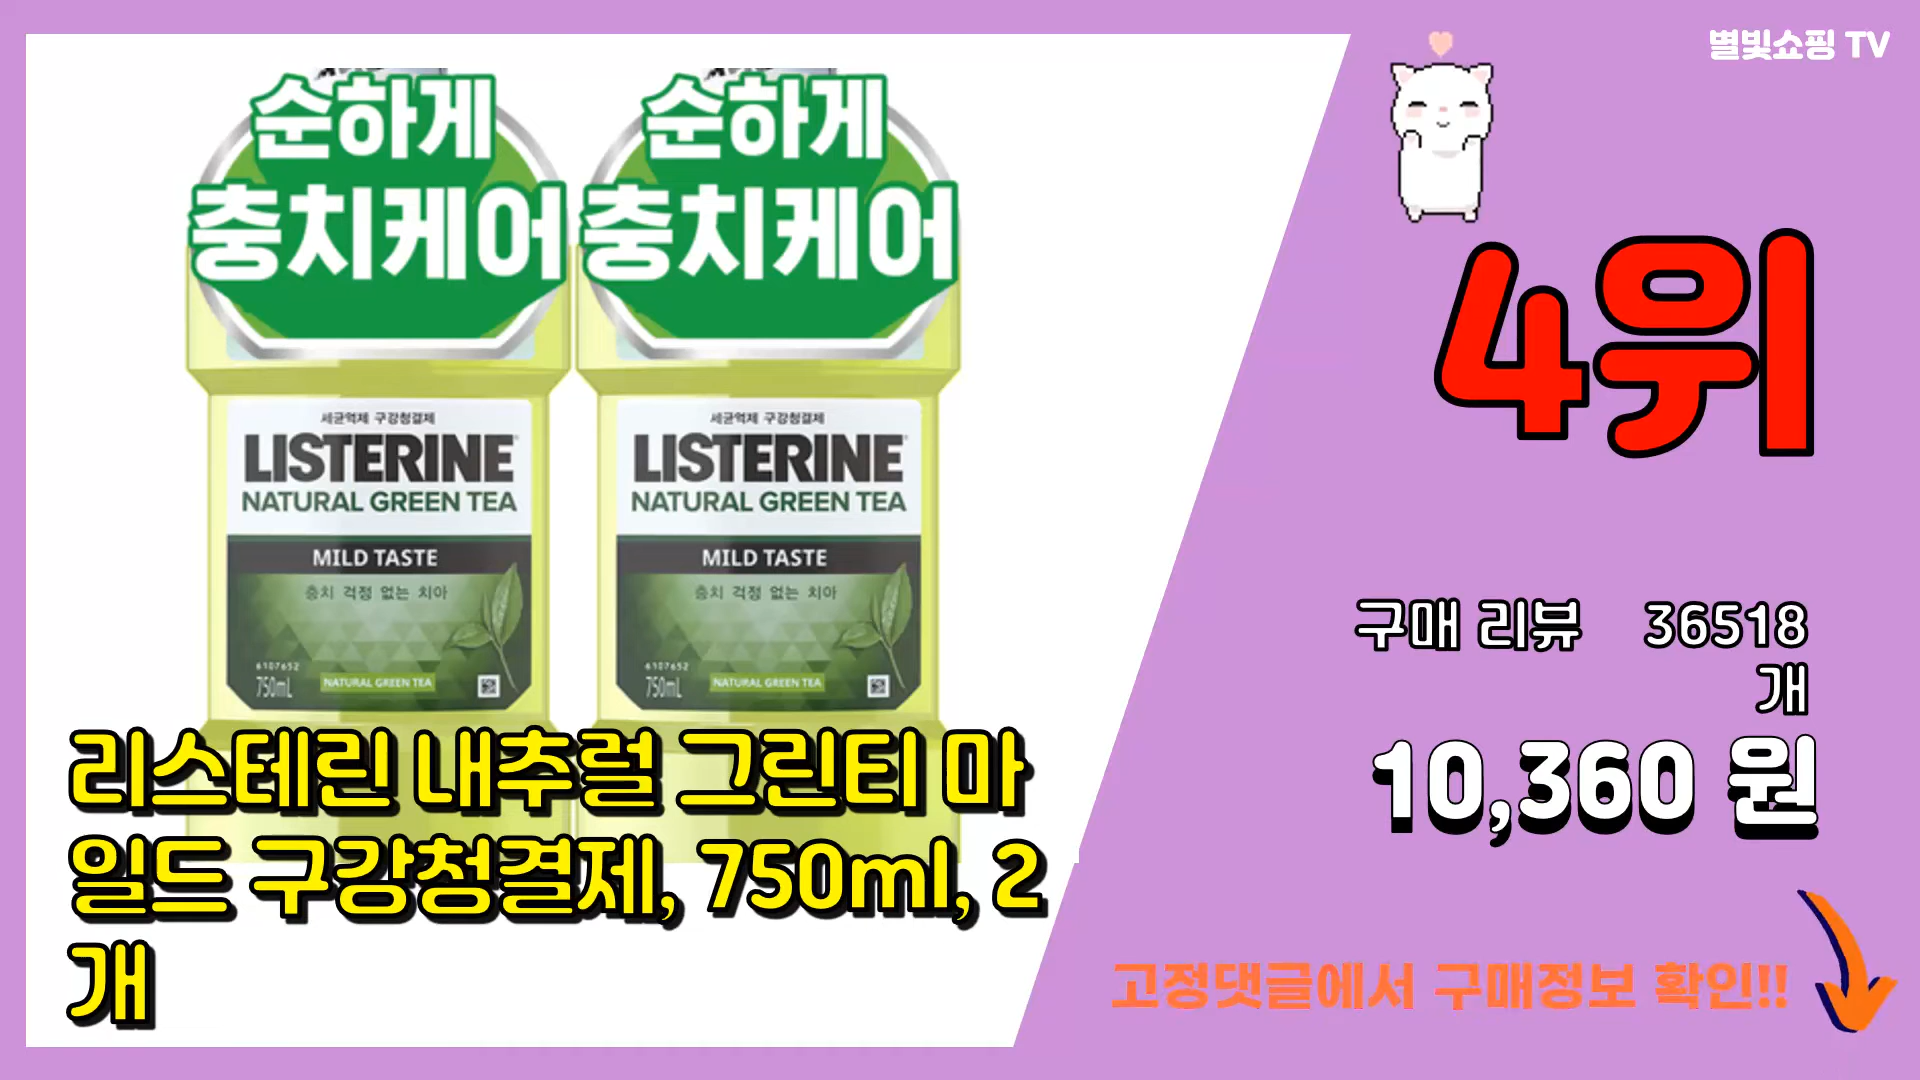 별빛쇼핑 TV
순하게
충치케어
순하게
충치케어
세균억제 구강청결제
LISTERINE
NATURAL GREEN TEA
MILD TASTE
충치 걱정 없는 치아
6107652
750mL
NATURAL GREEN TEA
세균억제 구강청결제
LISTERINE
NATURAL GREEN TEA
MILD TASTE
충치 걱정 없는 치아
6107652
750mL
NATURAL GREEN TEA
리스테린 내추럴 그린티 마
일드 구강청결제, 750ml, 2
개
4위
구매 리뷰 36518
개
10,360 원
고정댓글에서 구매정보 확인!!